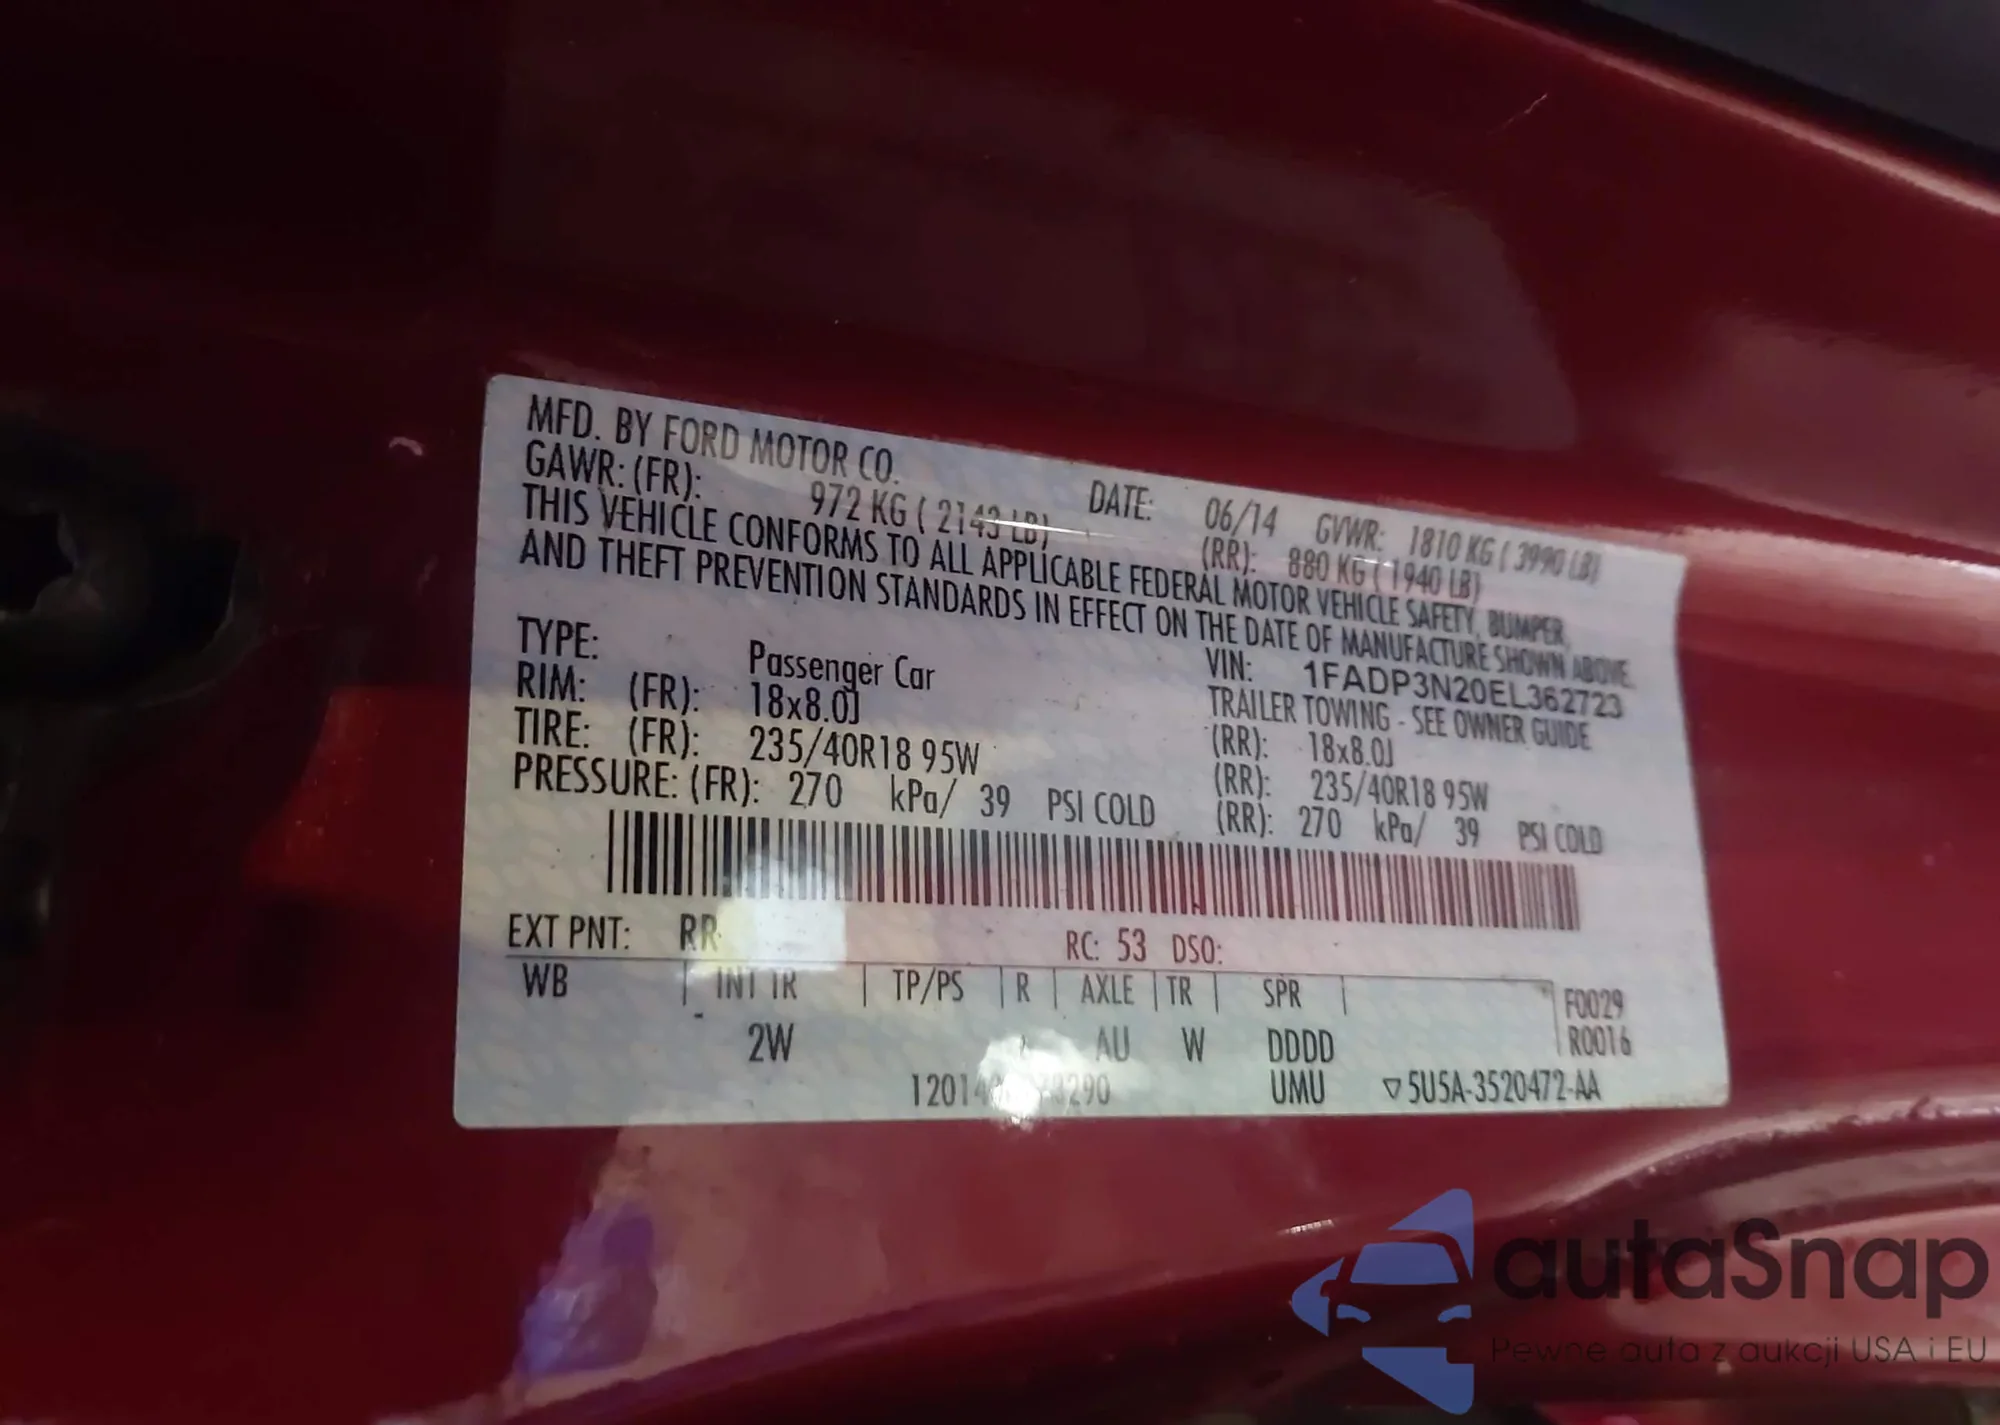 MFD. BY FORD MOTOR CO.
DATE: 06/14 GVWR: 1810 KG ( 3990 LB)
GAWR: (FR): 972 KG ( 2143 LB) (RR): 880 KG ( 1940 LB)
THIS VEHICLE CONFORMS TO ALL APPLICABLE FEDERAL MOTOR VEHICLE SAFETY, BUMPER,
AND THEFT PREVENTION STANDARDS IN EFFECT ON THE DATE OF MANUFACTURE SHOWN ABOVE.
VIN: 1FADP3N20EL362723
TYPE: Passenger Car TRAILER TOWING - SEE OWNER GUIDE
RIM: (FR): 18x8.0J (RR): 18x8.0J
TIRE: (FR): 235/40R18 95W (RR): 235/40R18 95W
PRESSURE: (FR): 270 kPa/ 39 PSI COLD (RR): 270 kPa/ 39 PSI COLD
EXT PNT: RR RC: 53 DSO:
WB INT TR TP/PS R AXLE TR SPR F0029
2W AU W DDDD R0016
UMU ▽5U5A-3520472-AA
autaSnap
Pewne auta z aukcji USA i EU